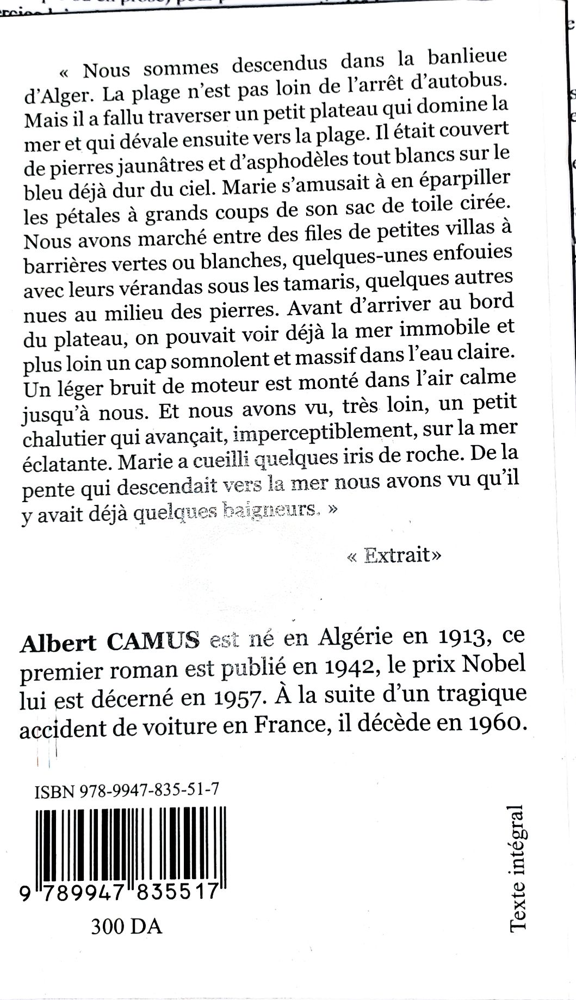 « Nous sommes descendus dans la banlieue
d'Alger. La plage n'est pas loin de l'arrêt d'autobus.
Mais il a fallu traverser un petit plateau qui domine la
mer et qui dévale ensuite vers la plage. Il était couvert
de pierres jaunâtres et d'asphodèles tout blancs sur le
bleu déjà dur du ciel. Marie s'amusait à en éparpiller
les pétales à grands coups de son sac de toile cirée.
Nous avons marché entre des files de petites villas à
barrières vertes ou blanches, quelques-unes enfouies
avec leurs vérandas sous les tamaris, quelques autres
nues au milieu des pierres. Avant d'arriver au bord
du plateau, on pouvait voir déjà la mer immobile et
plus loin un cap somnolent et massif dans l'eau claire.
Un léger bruit de moteur est monté dans l'air calme
jusqu'à nous. Et nous avons vu, très loin, un petit
chalutier qui avançait, imperceptiblement, sur la mer
éclatante. Marie a cueilli quelques iris de roche. De la
pente qui descendait vers la mer nous avons vu qu'il
y avait déjà quelques baigneurs. »
« Extrait»
Albert CAMUS est né en Algérie en 1913, ce
premier roman est publié en 1942, le prix Nobel
lui est décerné en 1957. À la suite d'un tragique
accident de voiture en France, il décède en 1960.
ISBN 978-9947-835-51-7
9 789947 835517
300 DA
Texte intégral